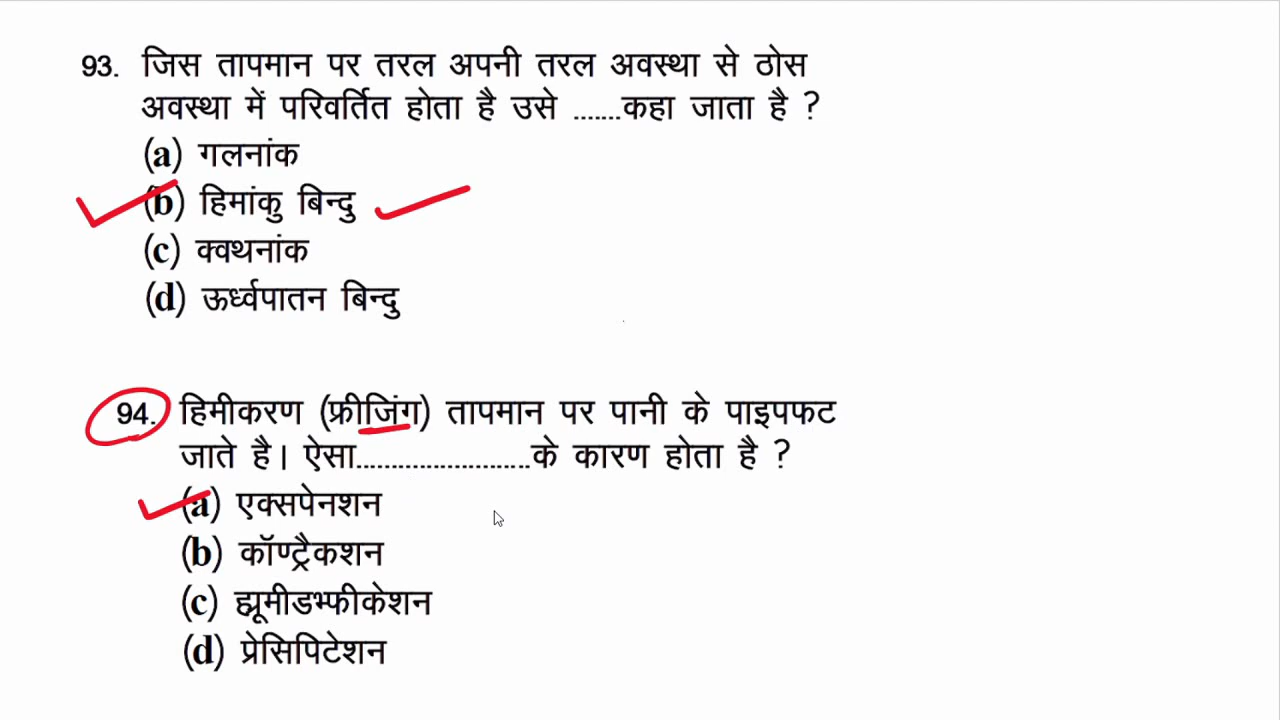 93. जिस तापमान पर तरल अपनी तरल अवस्था से ठोस
अवस्था में परिवर्तित होता है उसे .......कहा जाता है ?
(a) गलनांक
(b) हिमांकु बिन्दु
(c) क्वथनांक
(d) ऊर्ध्वपातन बिन्दु
94. हिमीकरण (फ्रीजिंग) तापमान पर पानी के पाइपफट
जाते है। ऐसा.........................के कारण होता है ?
(a) एक्सपेनशन
(b) कॉण्ट्रैकशन
(c) ह्यूमीडभ्फीकेशन
(d) प्रेसिपिटेशन